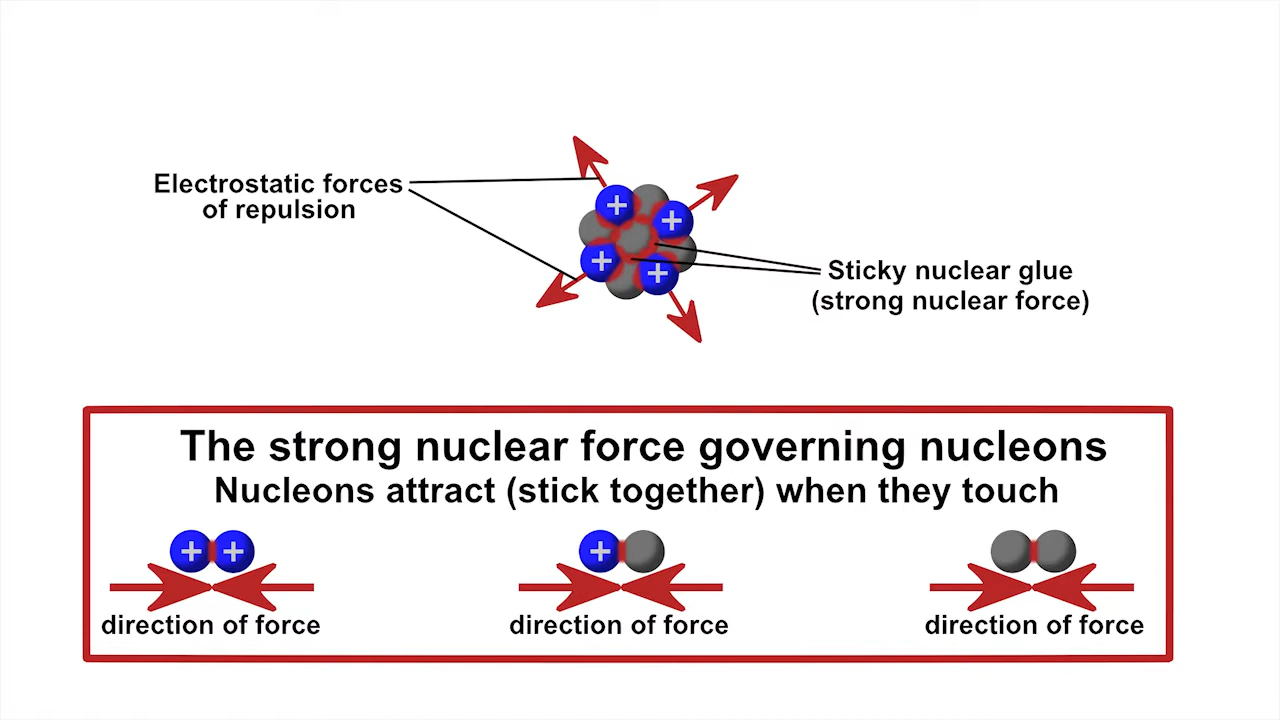 Electrostatic forces
of repulsion
Sticky nuclear glue
(strong nuclear force)
+
+
+
+
The strong nuclear force governing nucleons
Nucleons attract (stick together) when they touch
+ +
+
direction of force
direction of force
direction of force